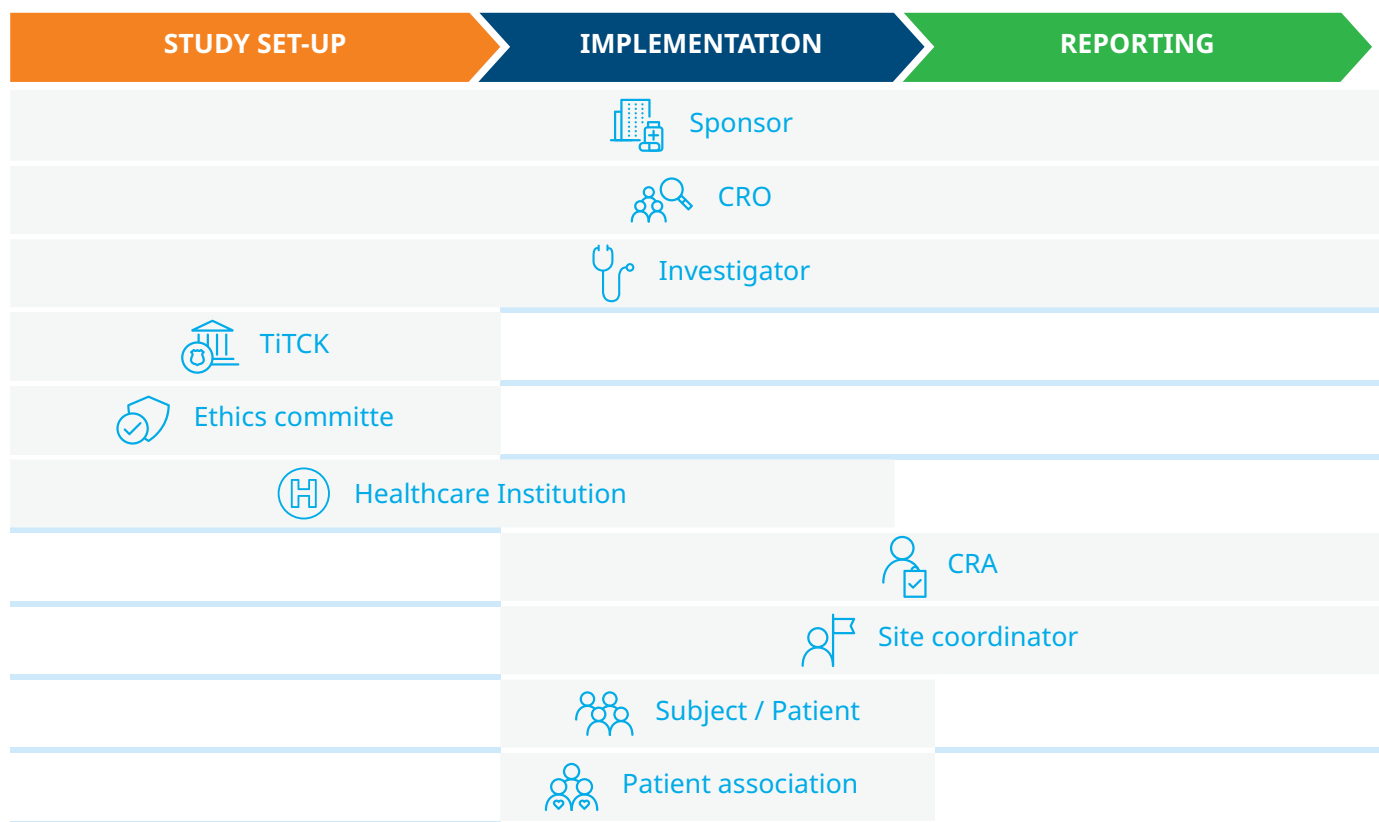 STUDY SET-UP
IMPLEMENTATION
REPORTING
Sponsor
CRO
Investigator
TiTCK
Ethics committe
Healthcare Institution
CRA
Site coordinator
Subject / Patient
Patient association